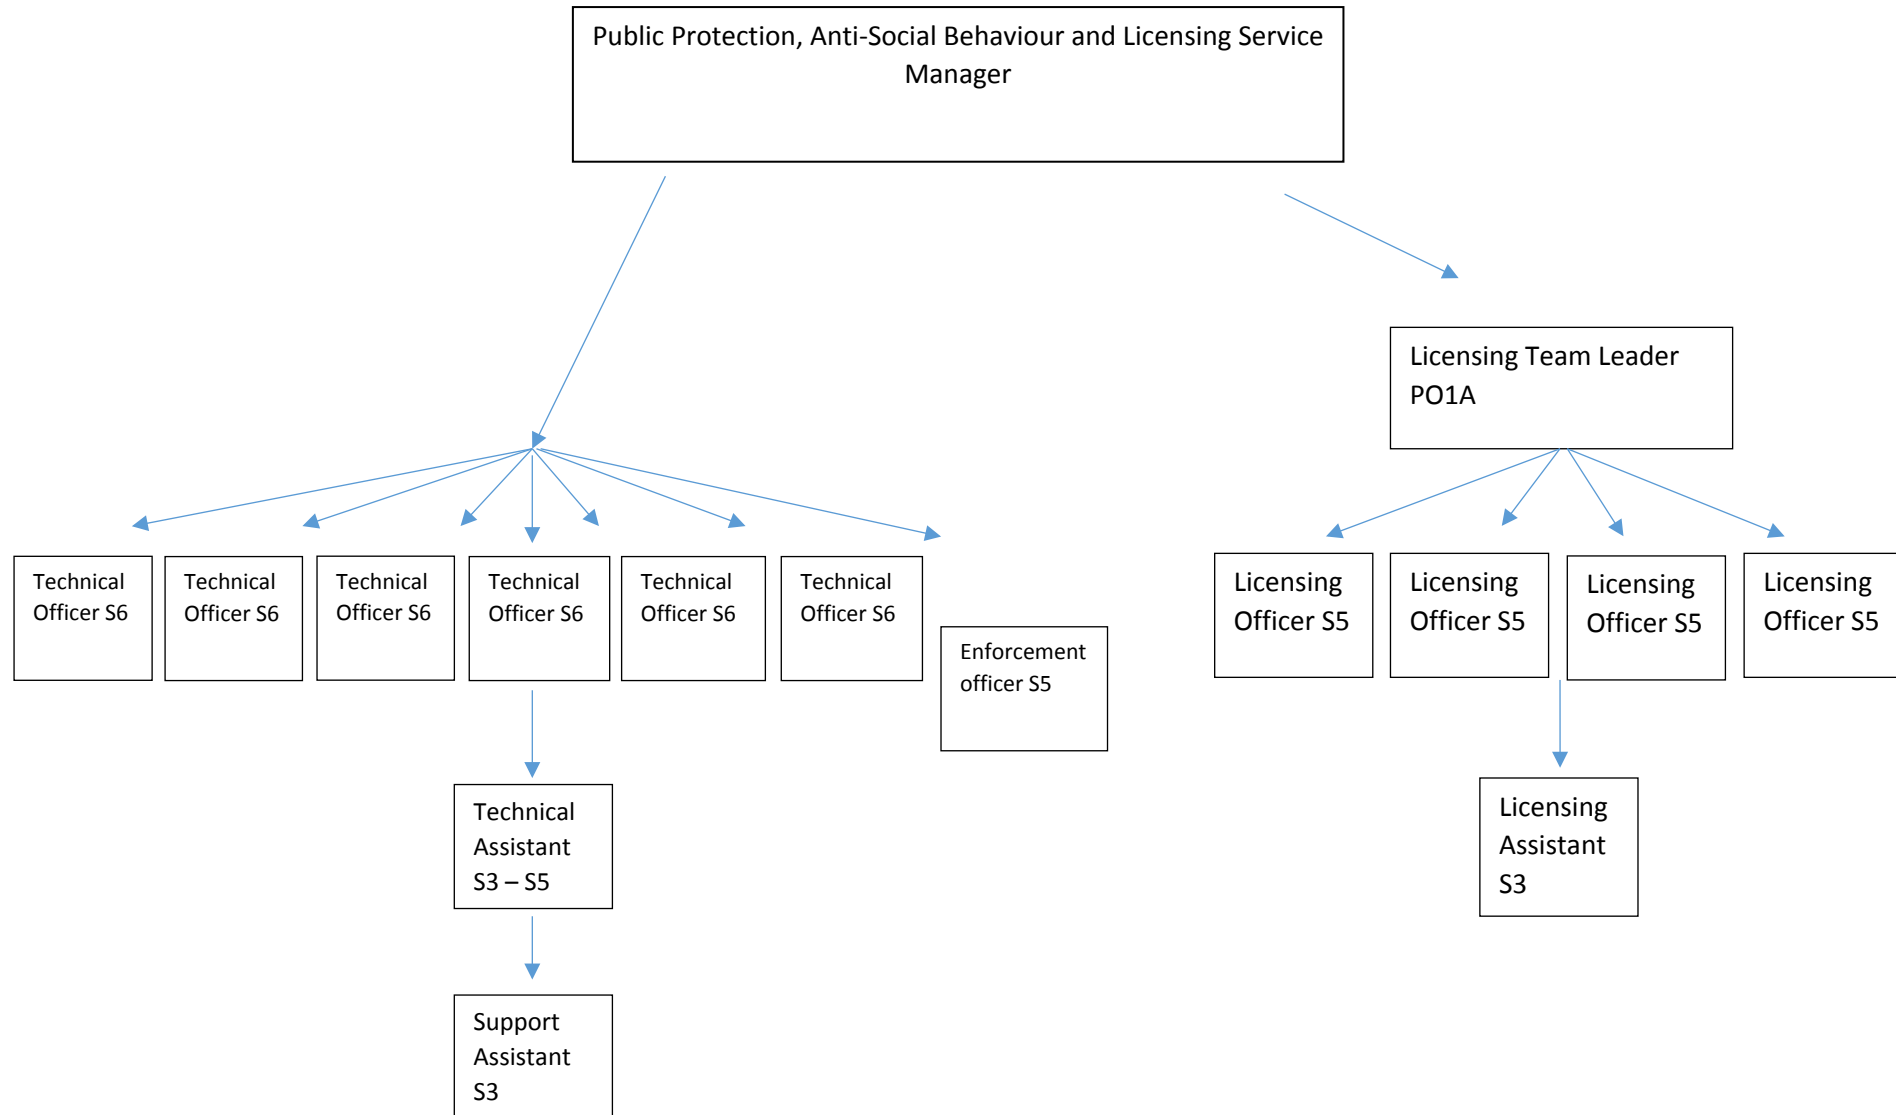 Public Protection, Anti-Social Behaviour and Licensing Service
Manager
Licensing Team Leader
PO1A
Technical
Officer S6
Technical
Officer S6
Technical
Officer S6
Technical
Officer S6
Technical
Officer S6
Technical
Officer S6
Enforcement
officer S5
Licensing
Officer S5
Licensing
Officer S5
Licensing
Officer S5
Licensing
Officer S5
Technical
Assistant
S3 – S5
Licensing
Assistant
S3
Support
Assistant
S3